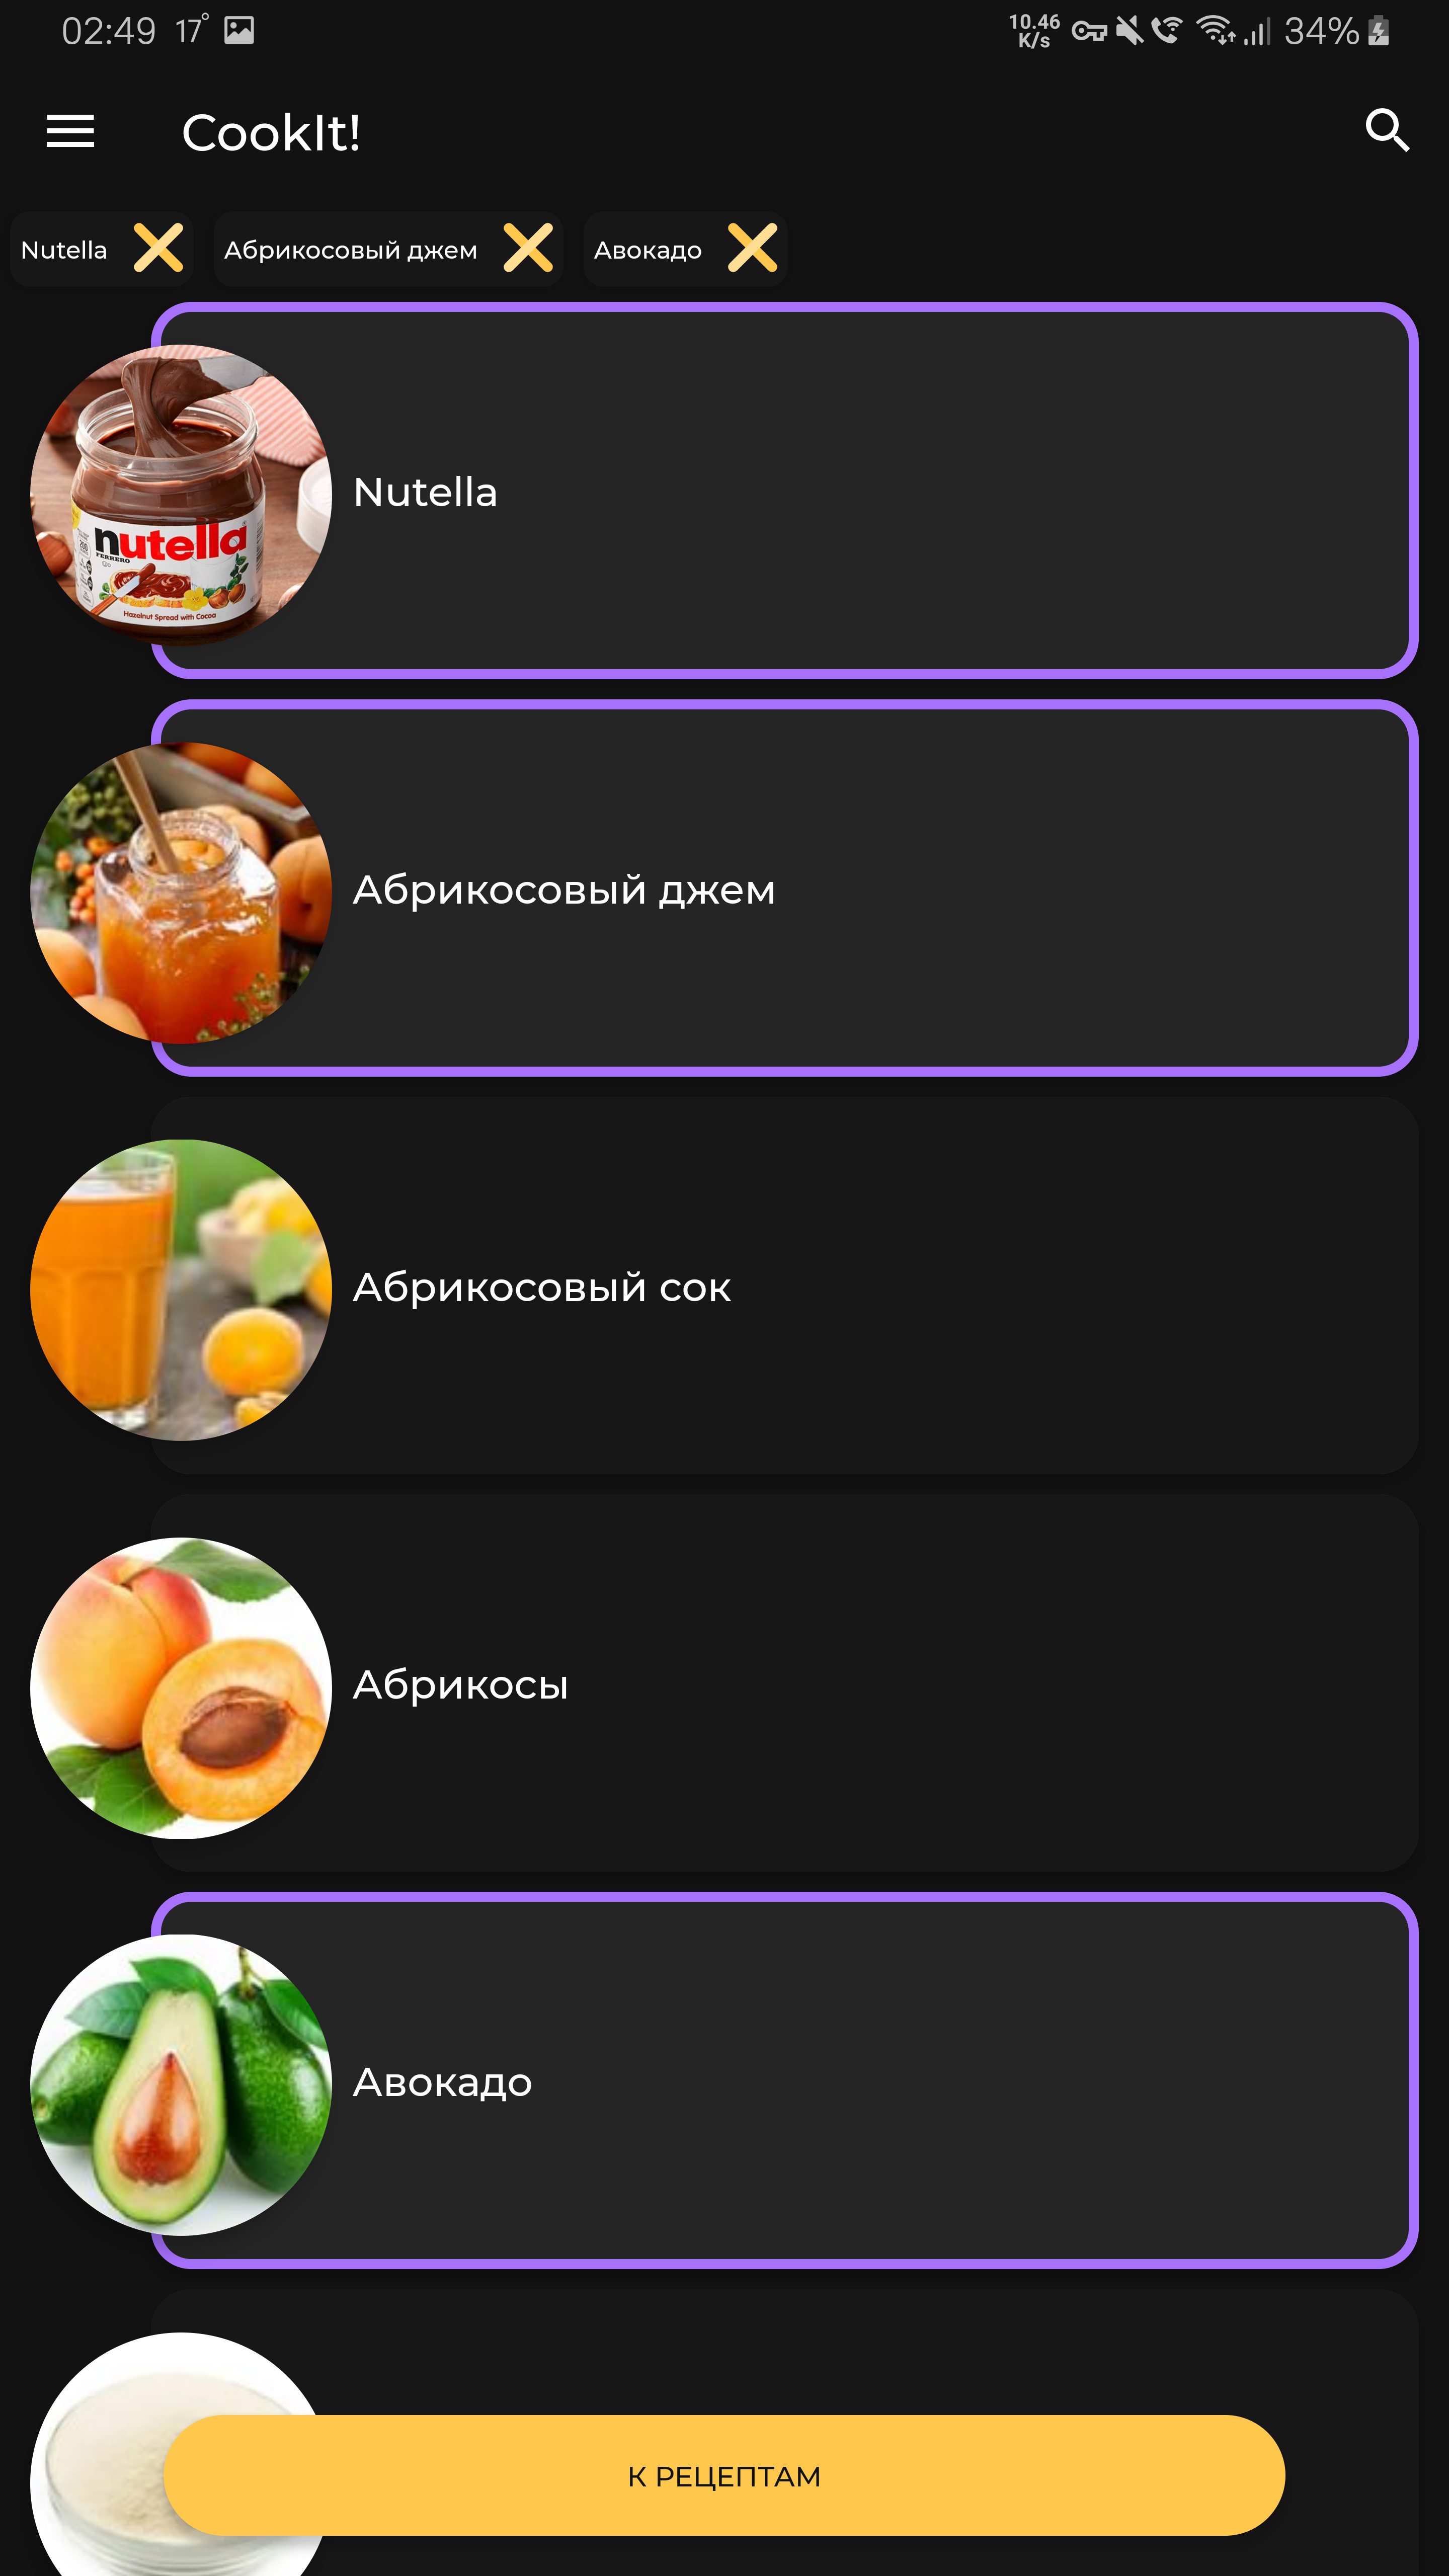 02:49 17° 10.46 K/s 34%
CookIt!
Nutella Абрикосовый джем Авокадо
Nutella
nutella
FERRERO
Hazelnut Spread with Cocoa
Абрикосовый джем
Абрикосовый сок
Абрикосы
Авокадо
К РЕЦЕПТАМ